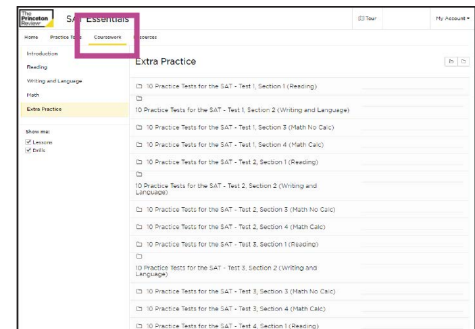 The
Princeton
Review
SAT Essentials
Tour
My Account
Home
Practice Tests
Coursework
Resources
Introduction
Reading
Writing and Language
Math
Extra Practice
Show me:
Lessons
Drills
Extra Practice
10 Practice Tests for the SAT - Test 1, Section 1 (Reading)
10 Practice Tests for the SAT - Test 1, Section 2 (Writing and Language)
10 Practice Tests for the SAT - Test 1, Section 3 (Math No Calc)
10 Practice Tests for the SAT - Test 1, Section 4 (Math Calc)
10 Practice Tests for the SAT - Test 2, Section 1 (Reading)
10 Practice Tests for the SAT - Test 2, Section 2 (Writing and
Language)
10 Practice Tests for the SAT - Test 2, Section 3 (Math No Calc)
10 Practice Tests for the SAT - Test 2, Section 4 (Math Calc)
10 Practice Tests for the SAT - Test 3, Section 1 (Reading)
10 Practice Tests for the SAT - Test 3, Section 2 (Writing and
Language)
10 Practice Tests for the SAT - Test 3, Section 3 (Math No Calc)
10 Practice Tests for the SAT - Test 3, Section 4 (Math Calc)
10 Practice Tests for the SAT - Test 4, Section 1 (Reading)